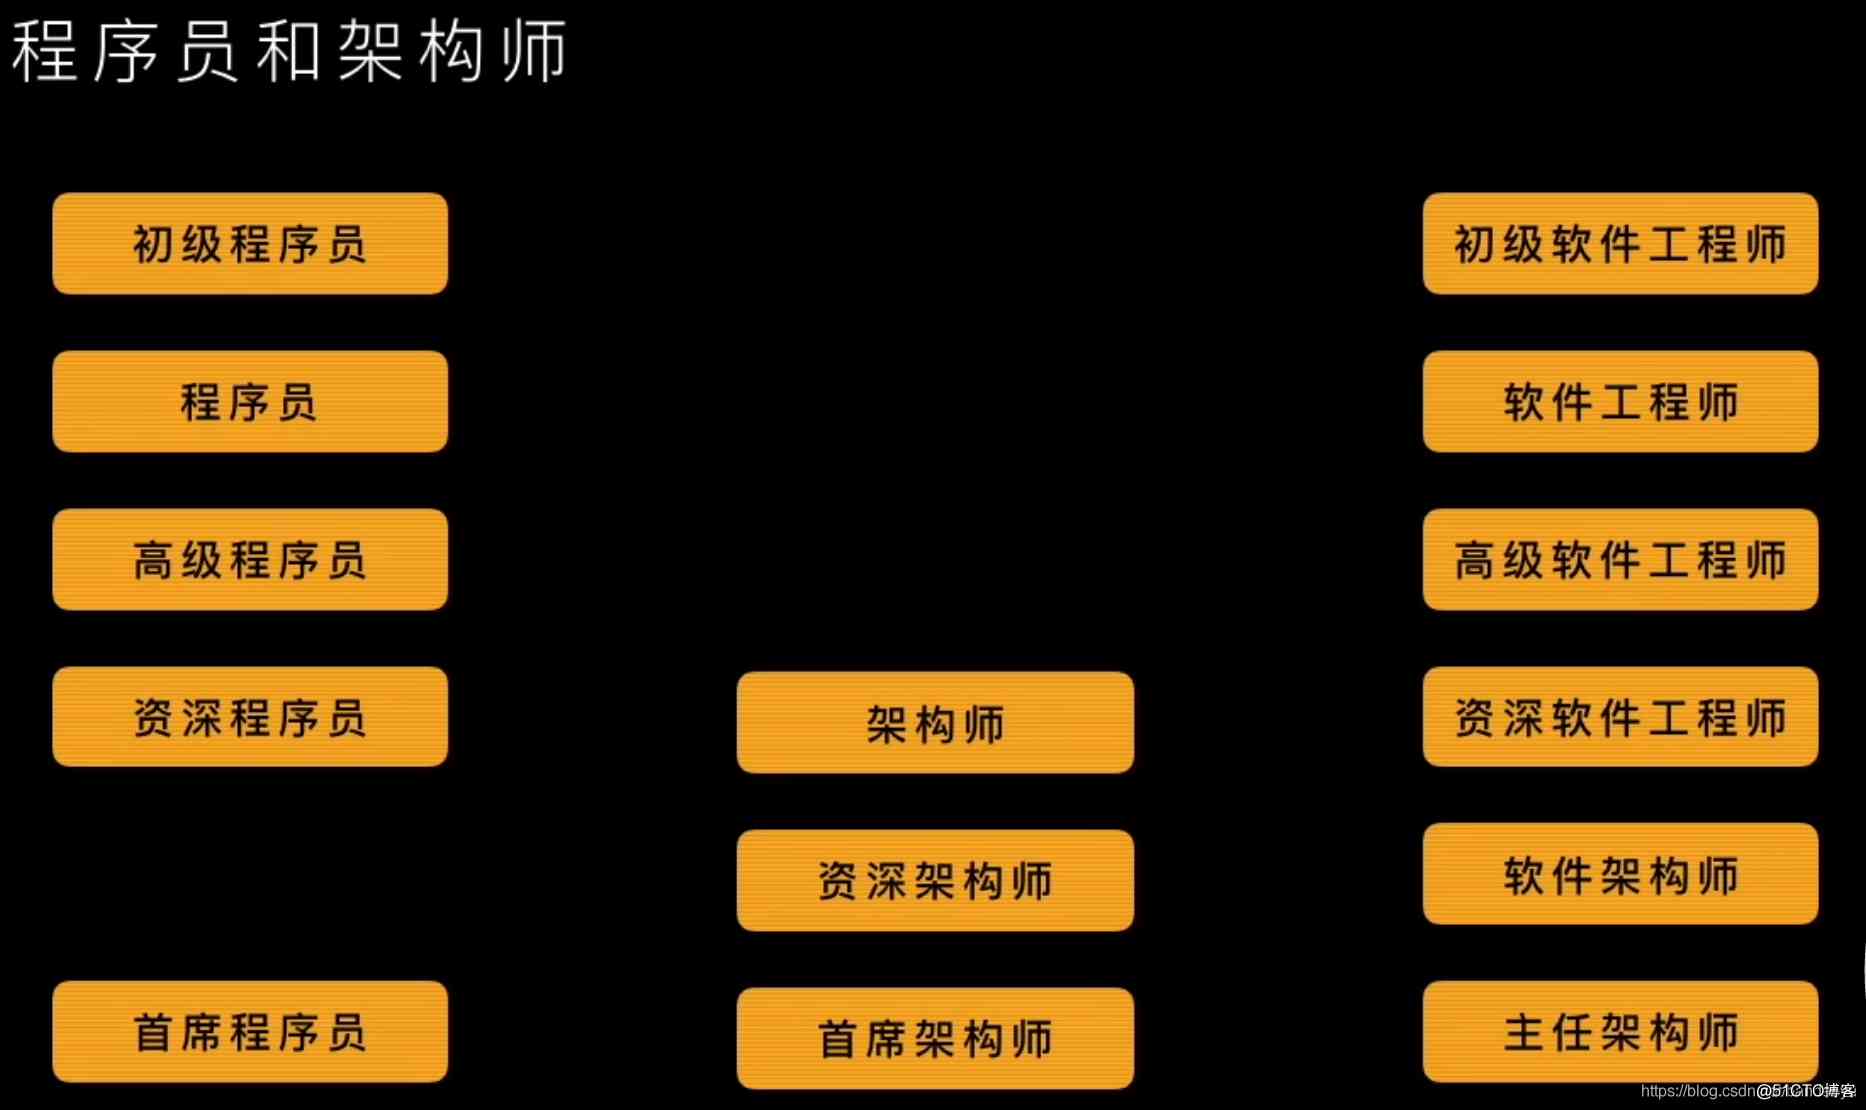 程序员和架构师
初级程序员
程序员
高级程序员
资深程序员
首席程序员
架构师
资深架构师
首席架构师
初级软件工程师
软件工程师
高级软件工程师
资深软件工程师
软件架构师
主任架构师
https://blog.csdn
@51CTO博客